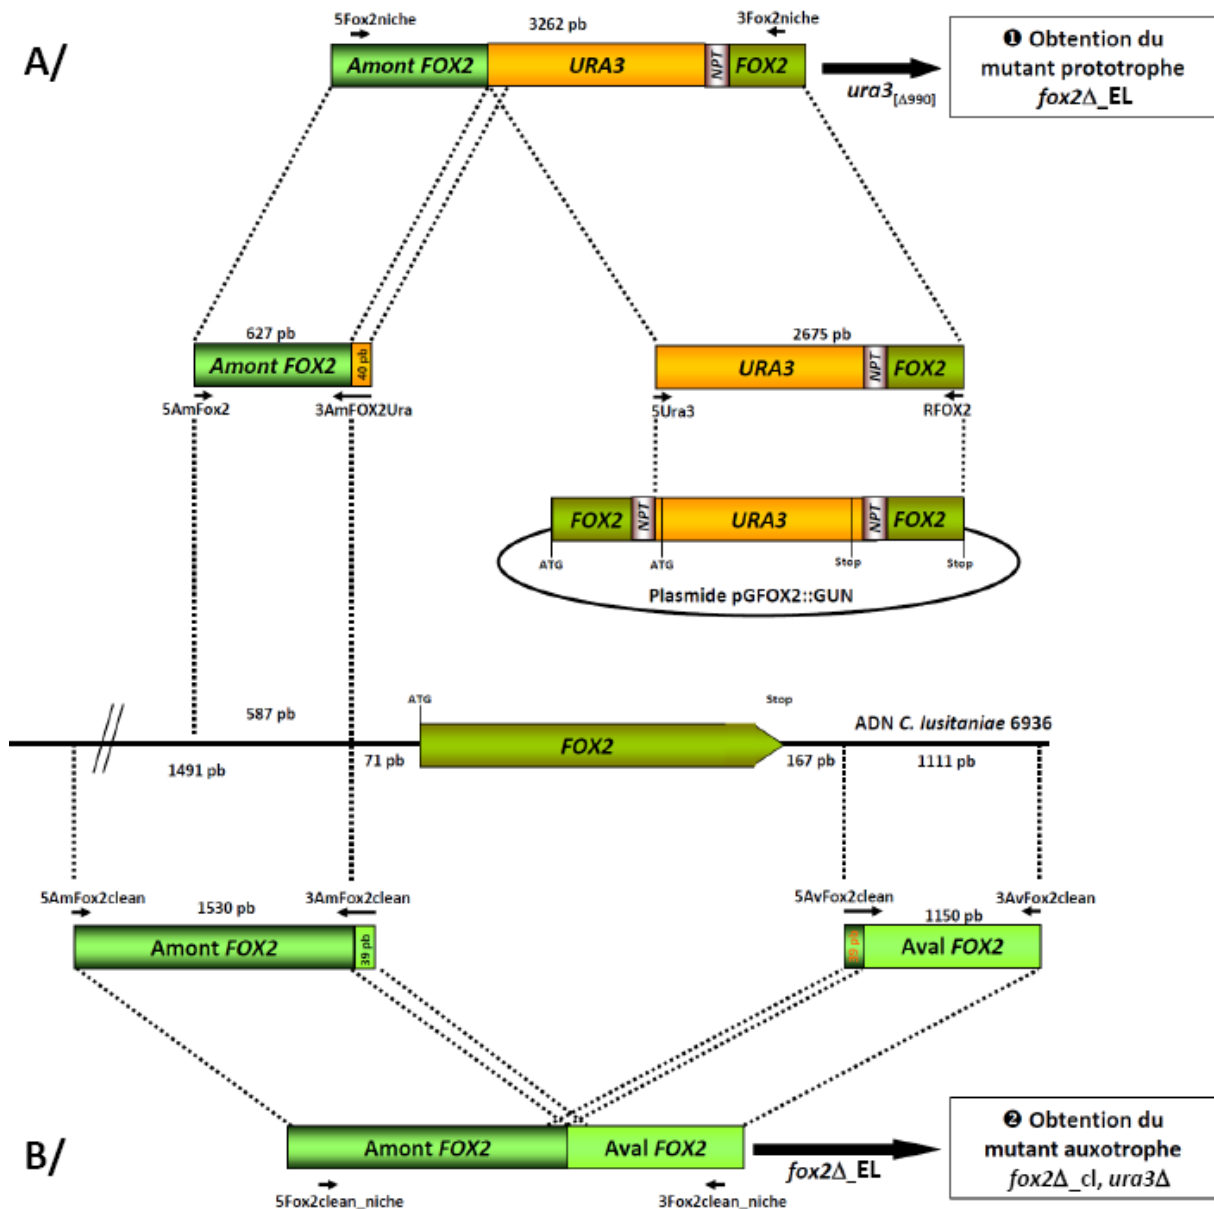 A/
5Fox2niche
3262 pb
3Fox2niche
Amont FOX2
URA3
NPT
FOX2
ura3[Δ990]
❶ Obtention du
mutant prototrophe
fox2Δ_EL
627 pb
Amont FOX2
40 pb
5AmFox2
3AmFOX2Ura
2675 pb
URA3
NPT
FOX2
5Ura3
RFOX2
FOX2
NPT
URA3
NPT
FOX2
ATG
ATG
Stop
Stop
Plasmide pGFOX2::GUN
587 pb
ATG
Stop
ADN C. lusitaniae 6936
FOX2
1491 pb
71 pb
167 pb
1111 pb
5AmFox2clean
3AmFox2clean
1530 pb
Amont FOX2
39 pb
5AvFox2clean
3AvFox2clean
1150 pb
pb
Aval FOX2
B/
Amont FOX2
Aval FOX2
5Fox2clean_niche
3Fox2clean_niche
fox2Δ_EL
❷ Obtention du
mutant auxotrophe
fox2Δ_cl, ura3Δ